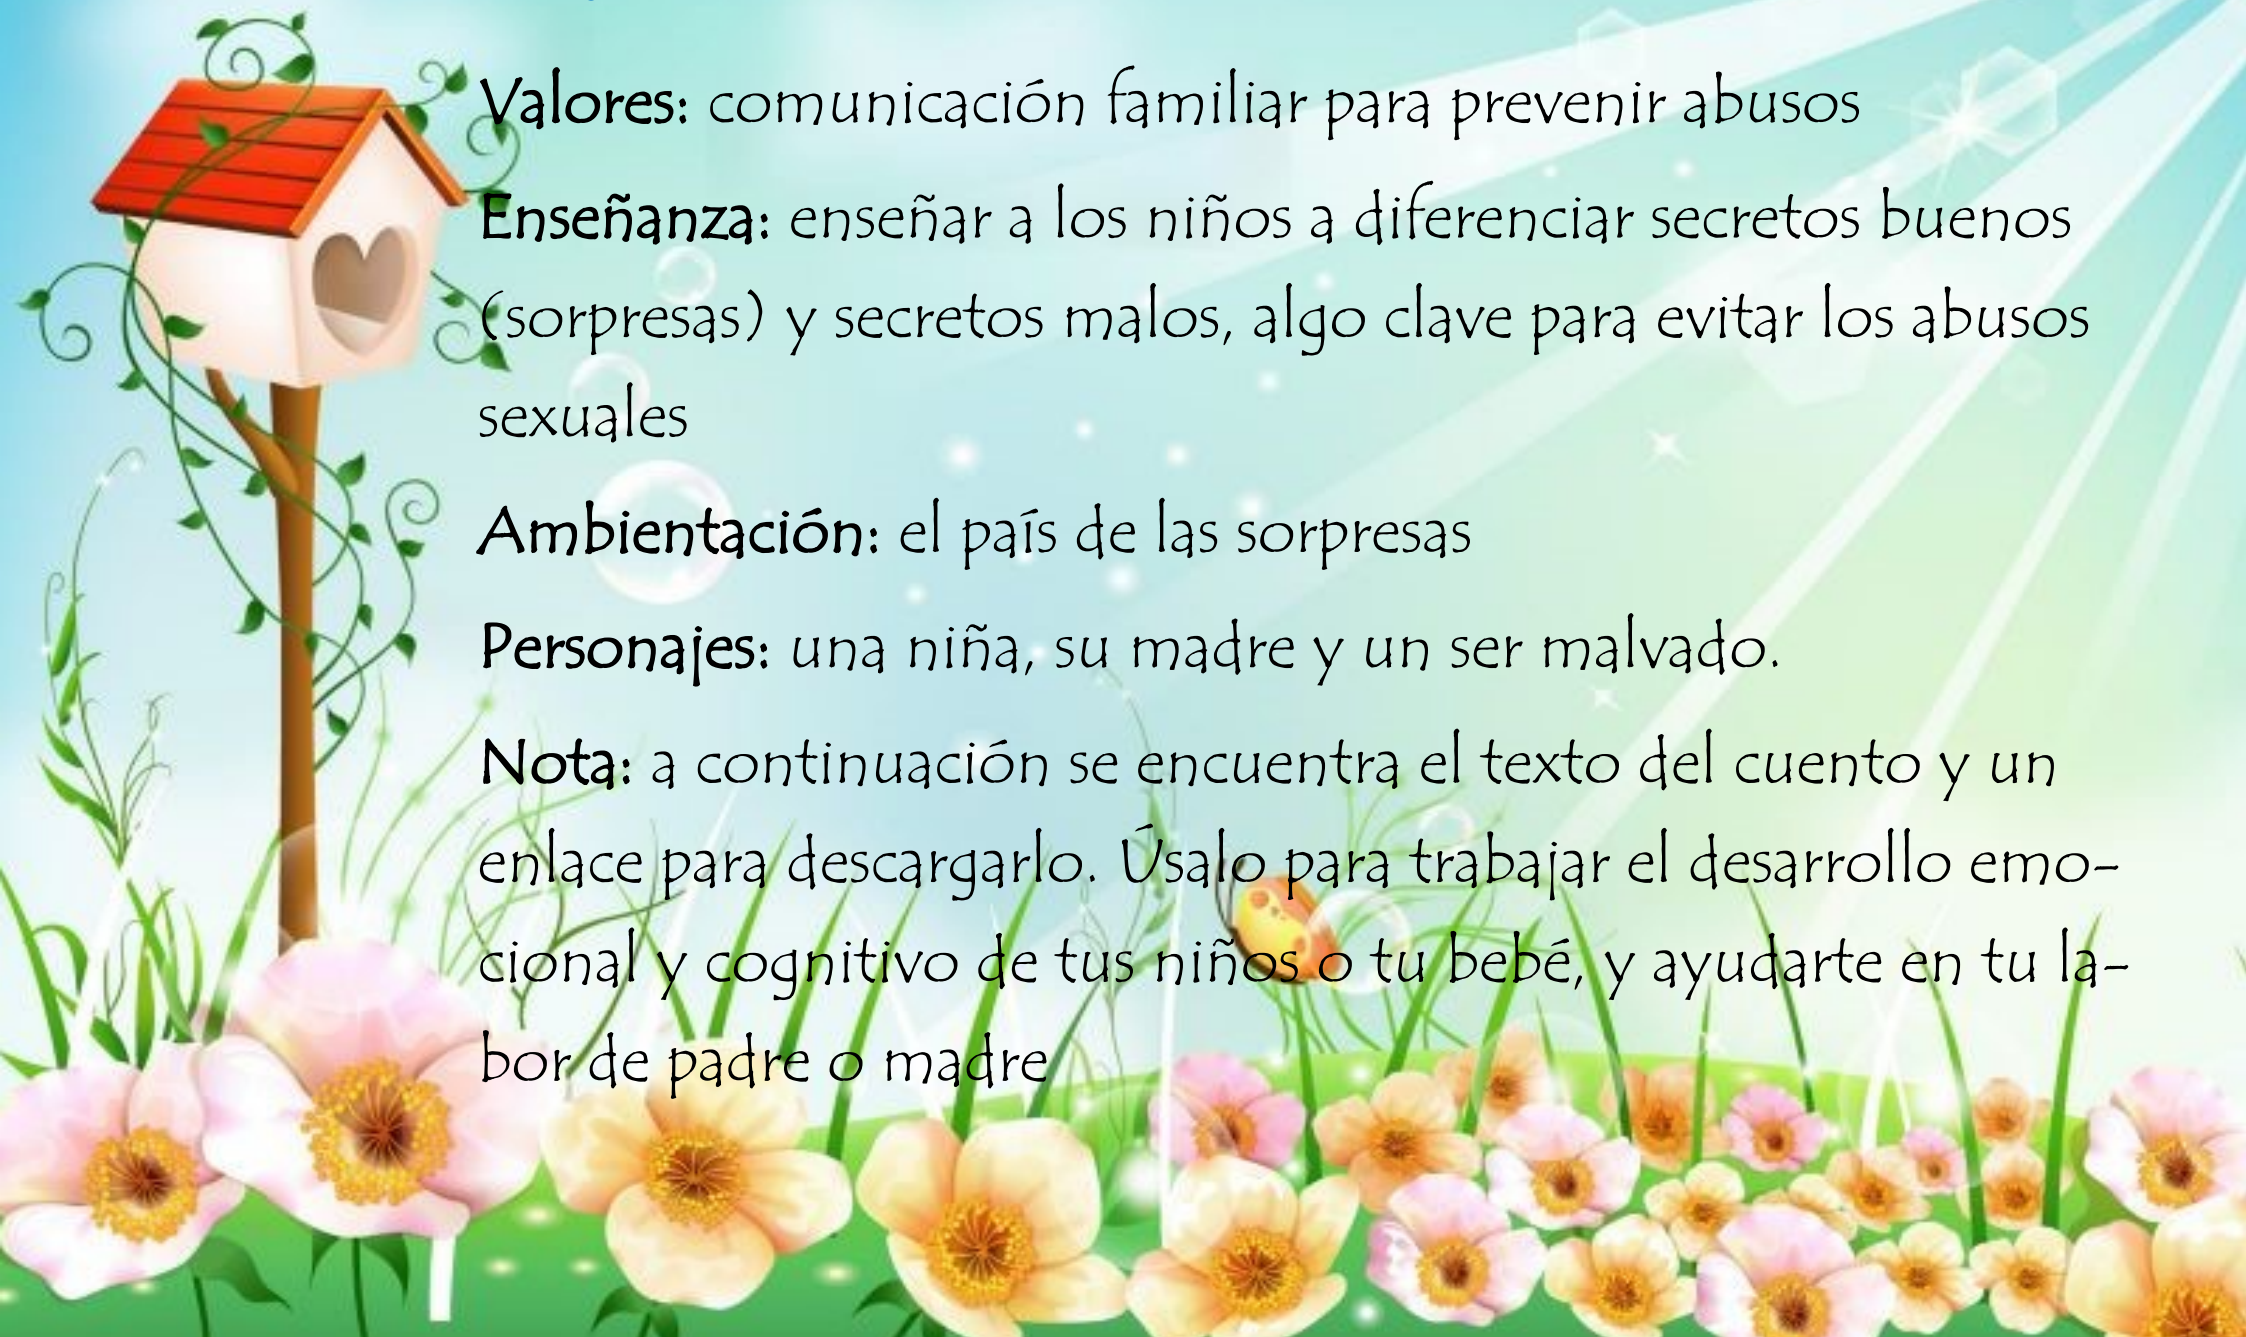 Valores: comunicación familiar para prevenir abusos
Enseñanza: enseñar a los niños a diferenciar secretos buenos
(sorpresas) y secretos malos, algo clave para evitar los abusos
sexuales
Ambientación: el país de las sorpresas
Personajes: una niña, su madre y un ser malvado.
Nota: a continuación se encuentra el texto del cuento y un
enlace para descargarlo. Úsalo para trabajar el desarrollo emo-
cional y cognitivo de tus niños o tu bebé, y ayudarte en tu la-
bor de padre o madre